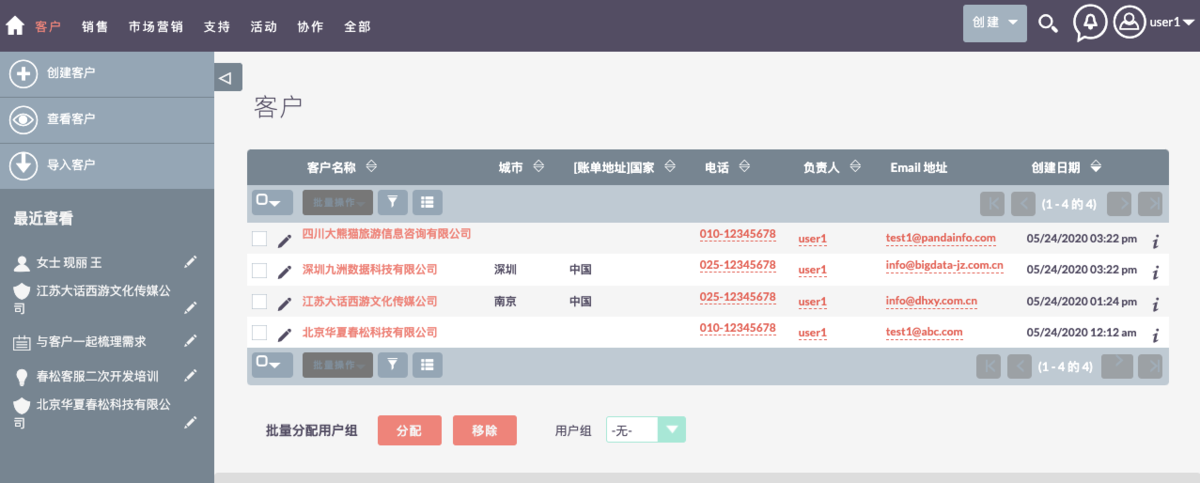 客户 销售 市场营销 支持 活动 协作 全部 创建 user1
创建客户
查看客户
导入客户
最近查看
女士 现丽 王
江苏大话西游文化传媒公
司
与客户一起梳理需求
春松客服二次开发培训
北京华夏春松科技有限公
司
客户
客户名称 城市 [账单地址]国家 电话 负责人 Email 地址 创建日期
批量操作 (1 - 4 的 4)
四川大熊猫旅游信息咨询有限公司 010-12345678 user1 test1@pandainfo.com 05/24/2020 03:22 pm
深圳九洲数据科技有限公司 深圳 中国 025-12345678 user1 info@bigdata-jz.com.cn 05/24/2020 03:22 pm
江苏大话西游文化传媒公司 南京 中国 025-12345678 user1 info@dhxy.com.cn 05/24/2020 01:24 pm
北京华夏春松科技有限公司 010-12345678 user1 test1@abc.com 05/24/2020 12:12 am
批量操作 (1 - 4 的 4)
批量分配用户组 分配 移除 用户组 -无-